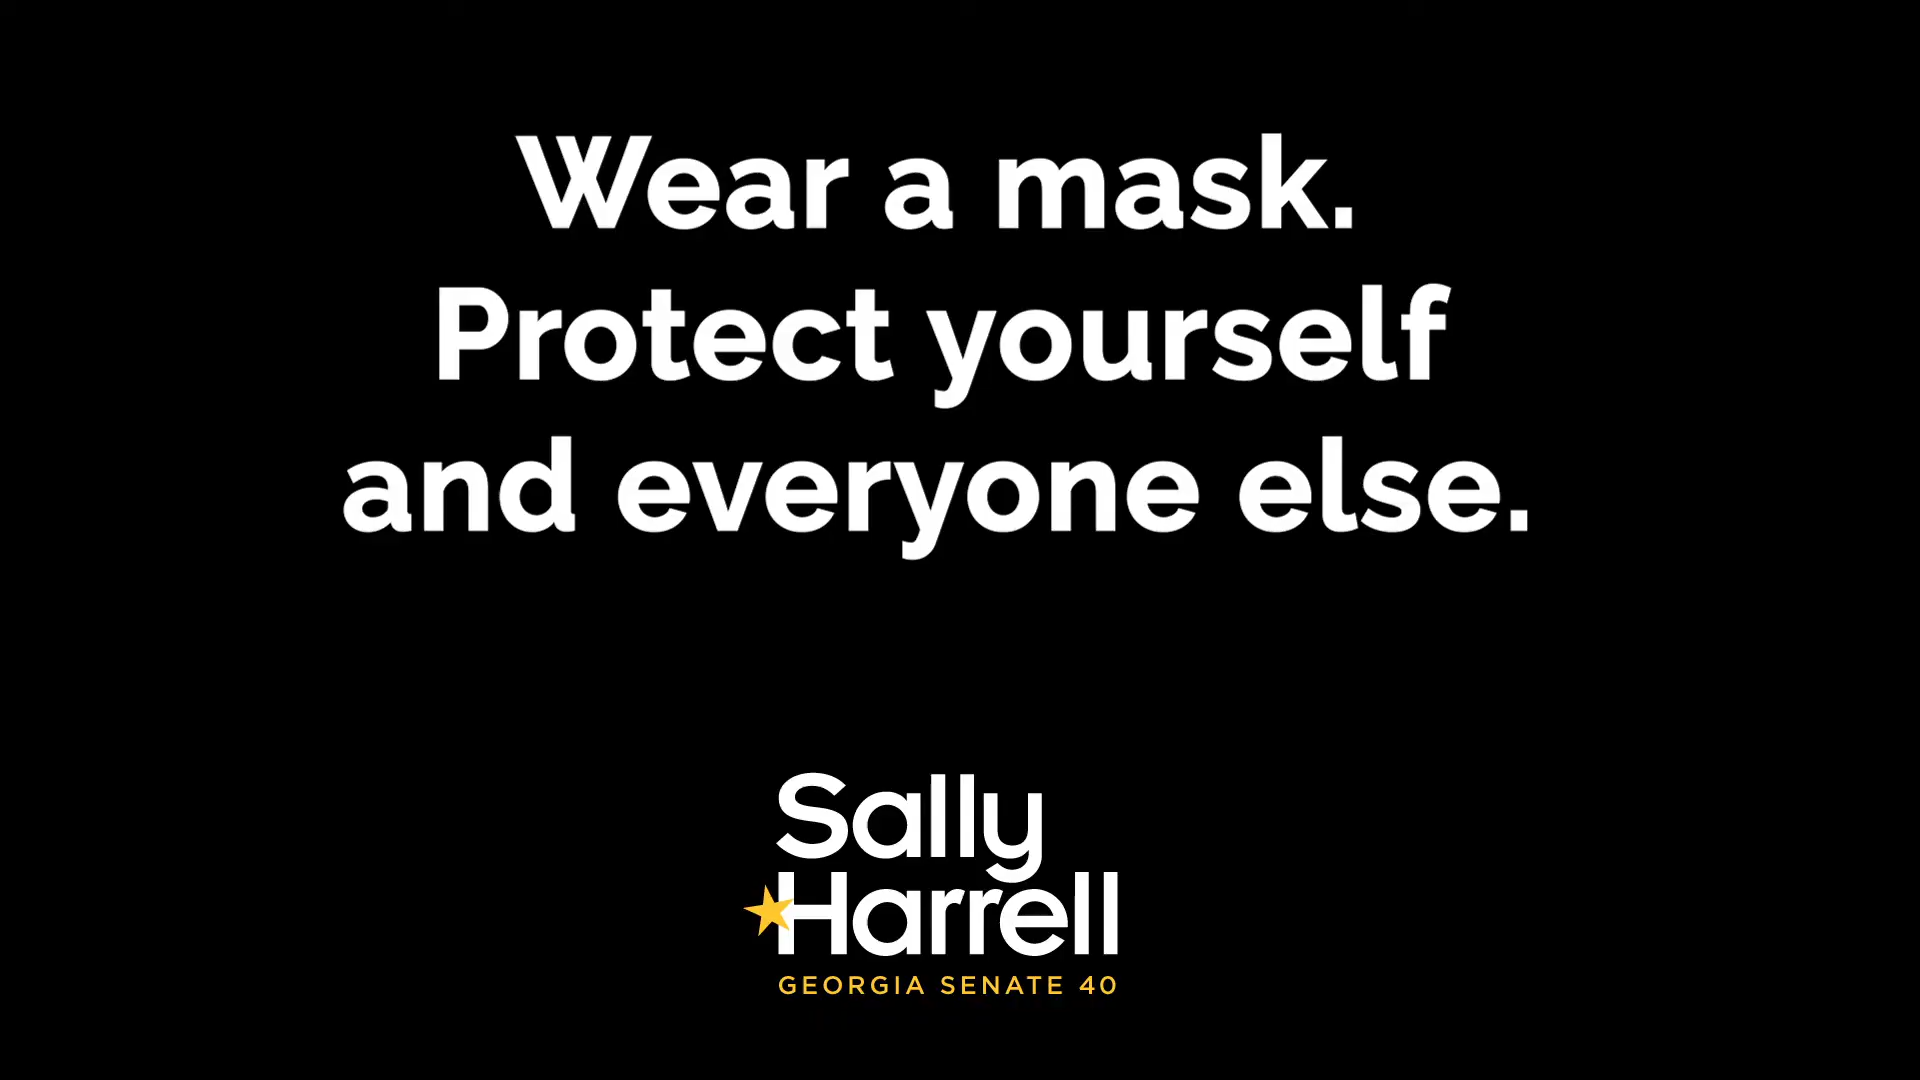 Wear a mask.
Protect yourself
and everyone else.
Sally
Harrell
GEORGIA SENATE 40